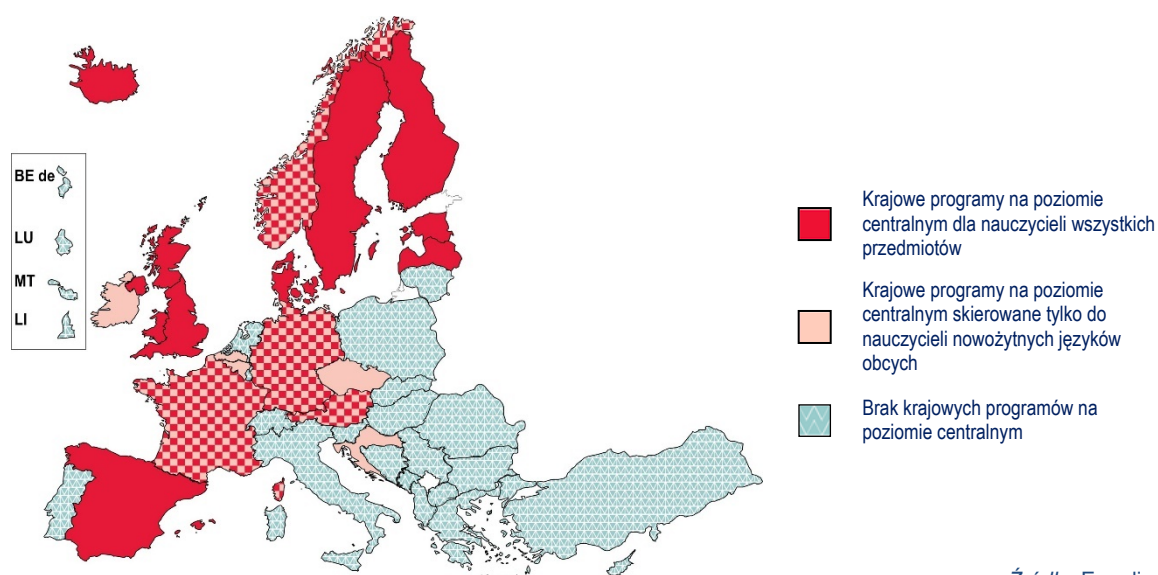 BE de
LU
MT
LI
Krajowe programy na poziomie
centralnym dla nauczycieli wszystkich
przedmiotów
Krajowe programy na poziomie
centralnym skierowane tylko do
nauczycieli nowożytnych języków
obcych
Brak krajowych programów na
poziomie centralnym